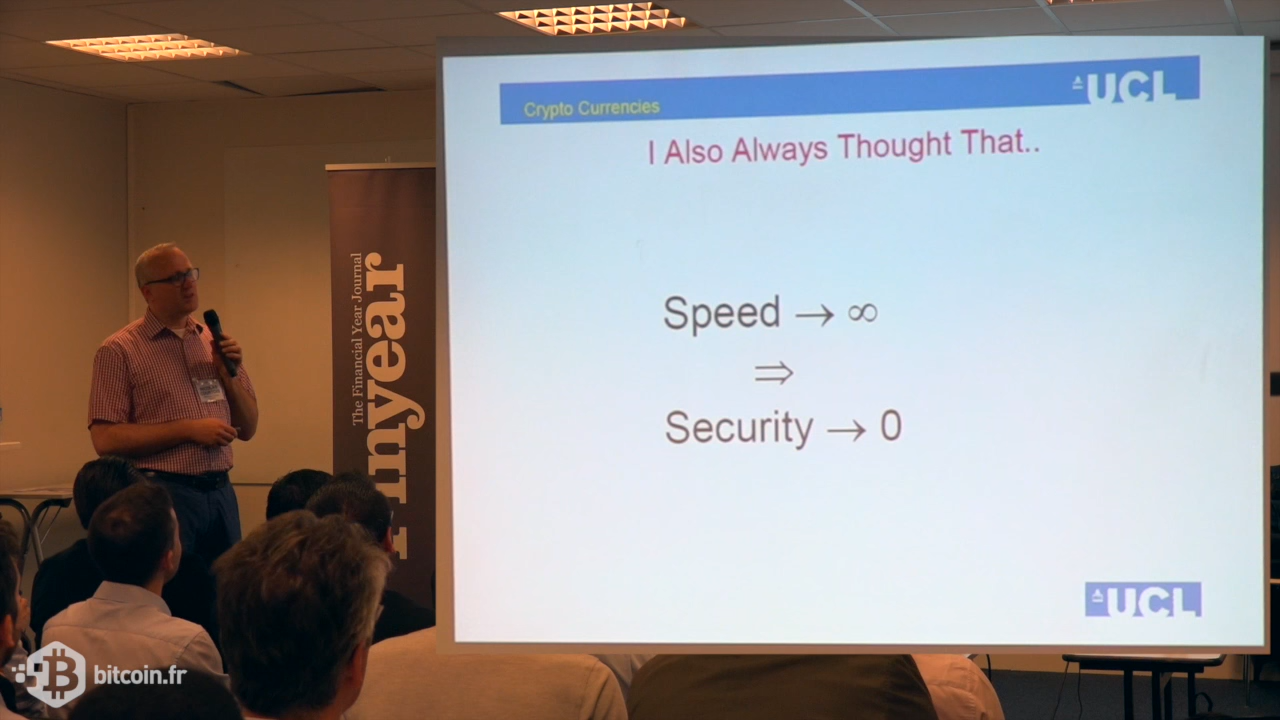 Crypto Currencies
UCL
I Also Always Thought That..
Speed → ∞
⇒
Security → 0
UCL
The Financial Year Journal
Finyear
bitcoin.fr